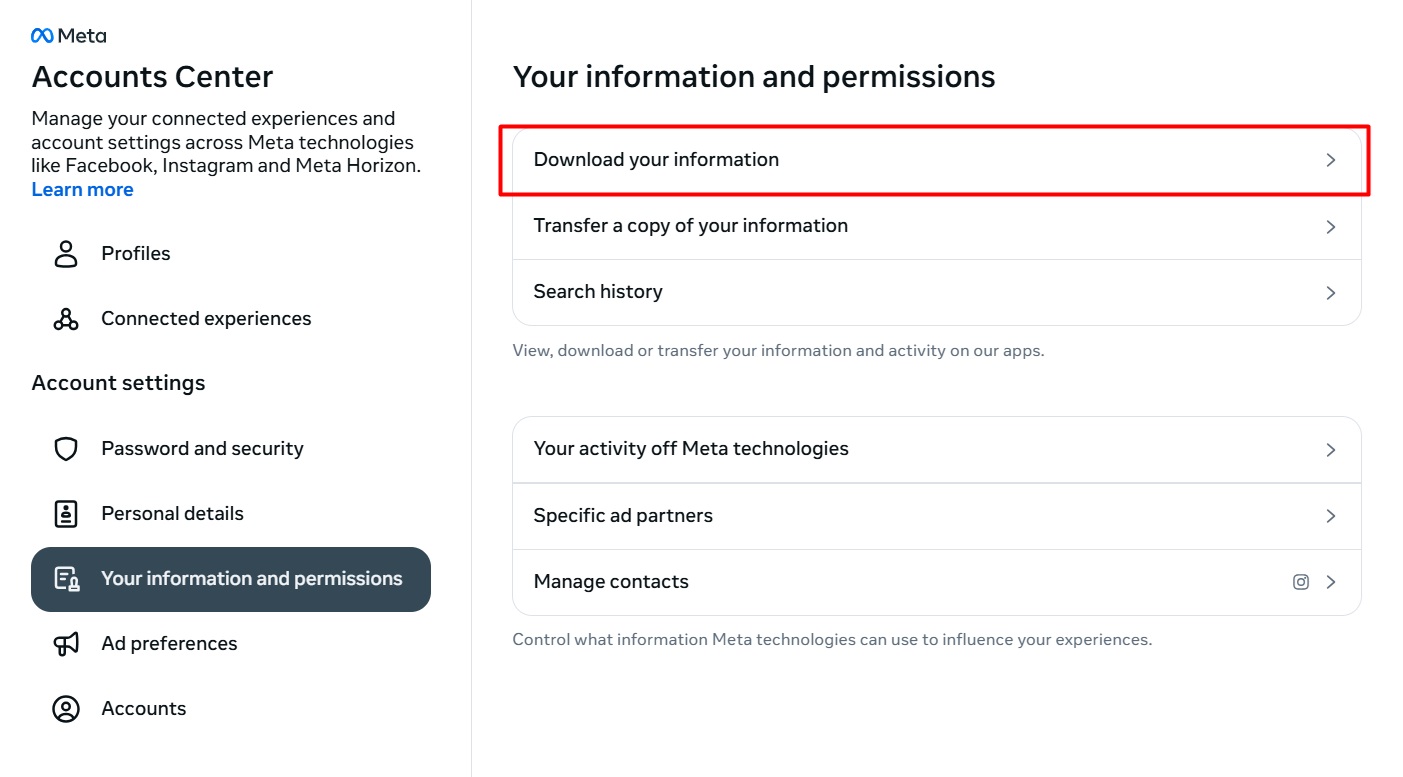 Meta
Accounts Center
Manage your connected experiences and
account settings across Meta technologies
like Facebook, Instagram and Meta Horizon.
Learn more
Profiles
Connected experiences
Account settings
Password and security
Personal details
Your information and permissions
Ad preferences
Accounts
Your information and permissions
Download your information
Transfer a copy of your information
Search history
View, download or transfer your information and activity on our apps.
Your activity off Meta technologies
Specific ad partners
Manage contacts
Control what information Meta technologies can use to influence your experiences.